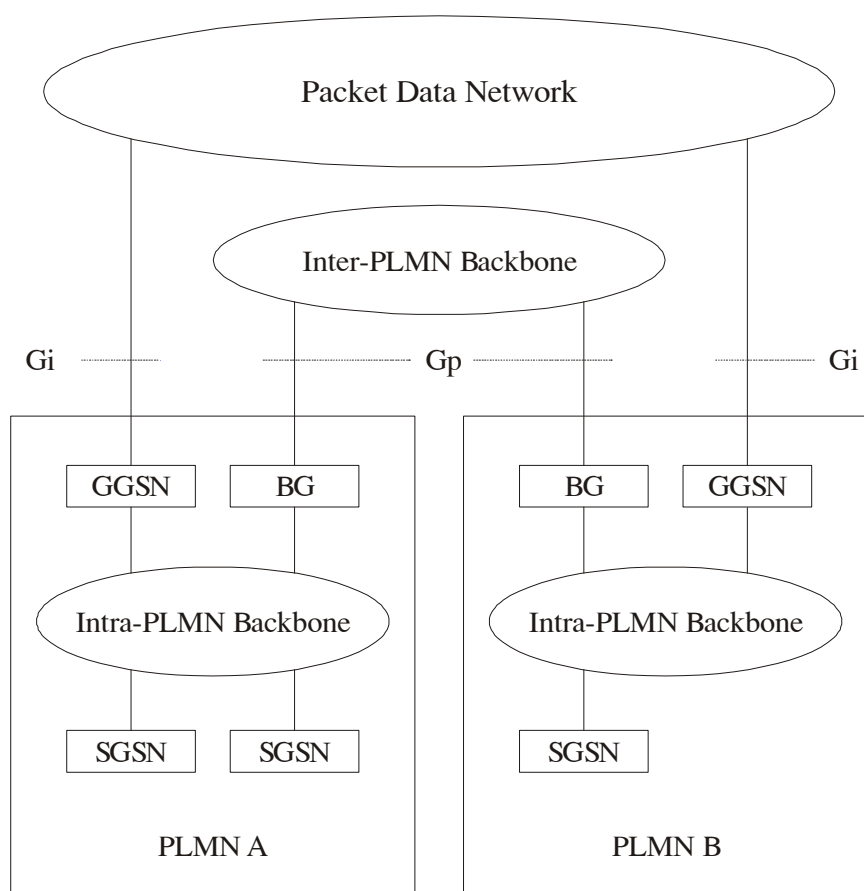 Packet Data Network
Inter-PLMN Backbone
Gi
Gp
Gi
GGSN
BG
BG
GGSN
Intra-PLMN Backbone
Intra-PLMN Backbone
SGSN
SGSN
SGSN
PLMN A
PLMN B